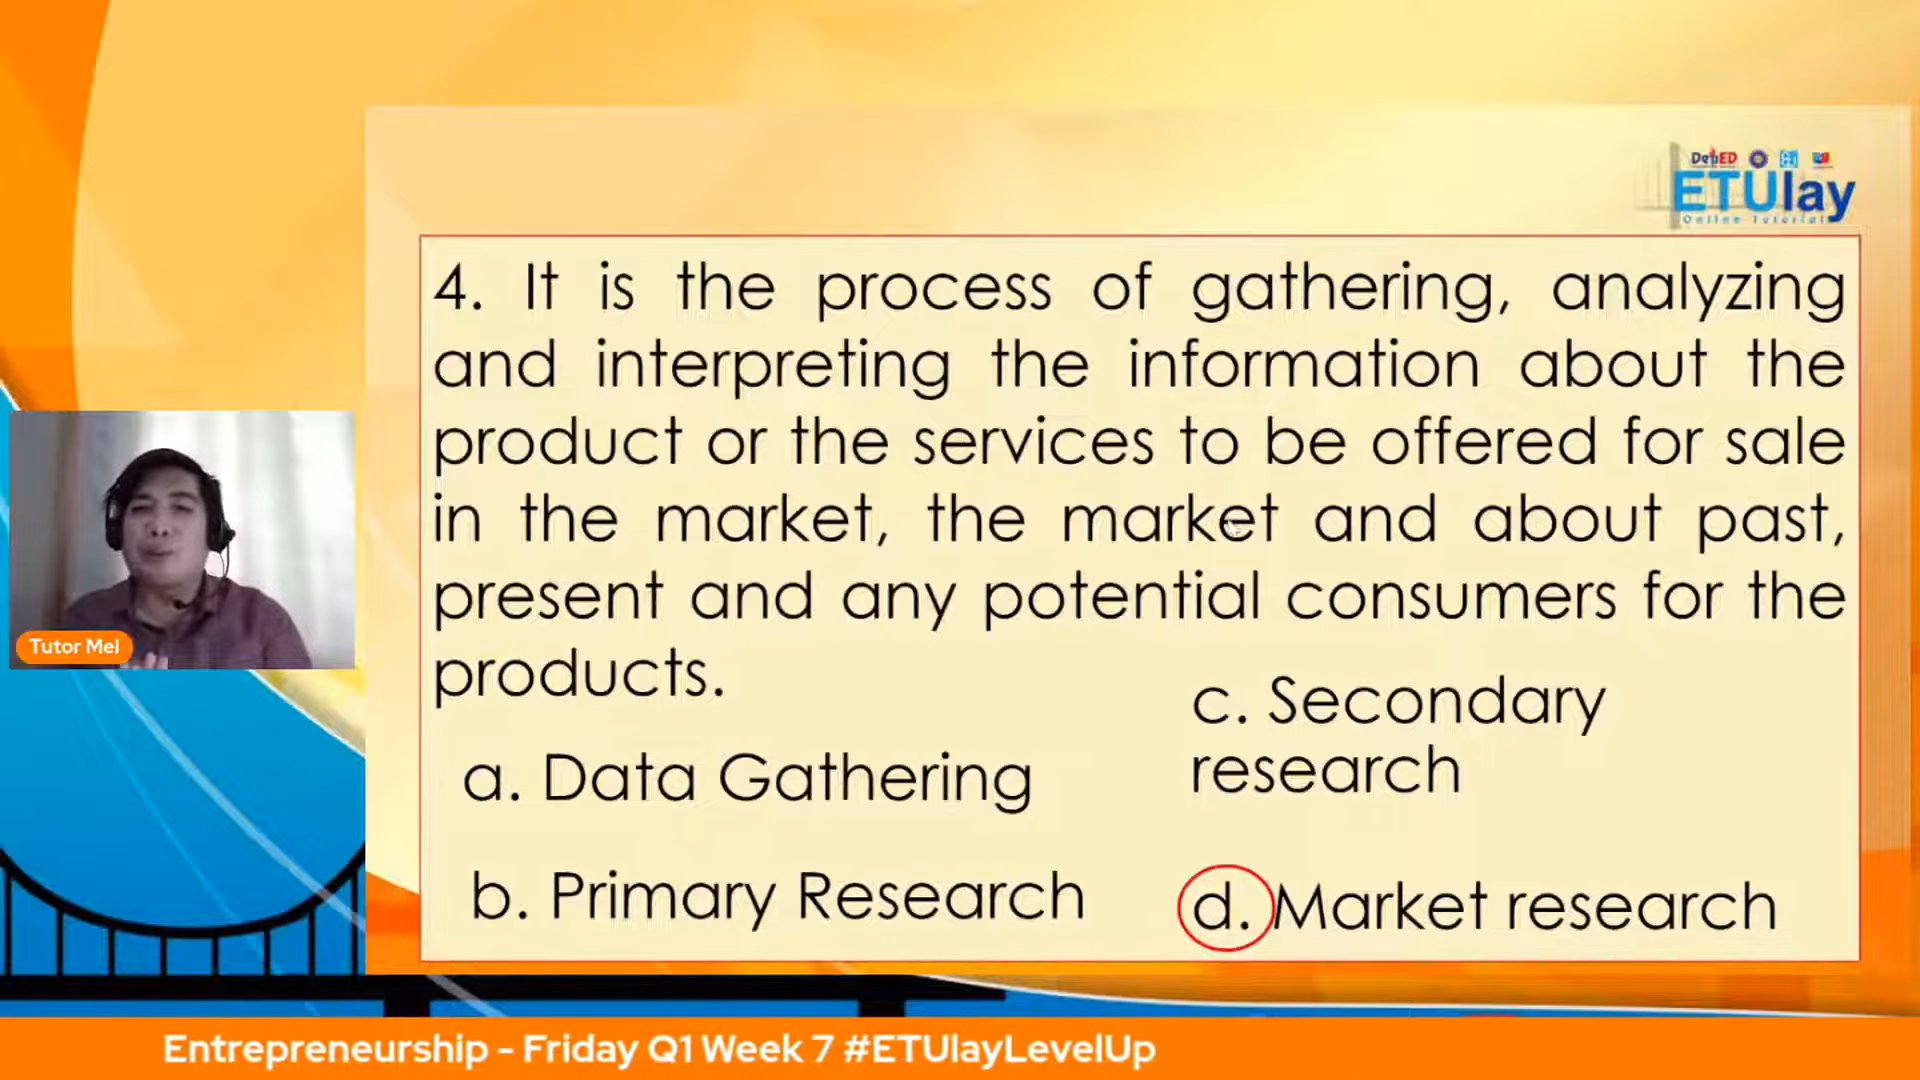 DepED
ETUlay
Online Tutorial
4. It is the process of gathering, analyzing
and interpreting the information about the
product or the services to be offered for sale
in the market, the market and about past,
present and any potential consumers for the
products.
a. Data Gathering
b. Primary Research
c. Secondary
research
d. Market research
Tutor Mel
Entrepreneurship - Friday Q1 Week 7 #ETUlayLevelUp